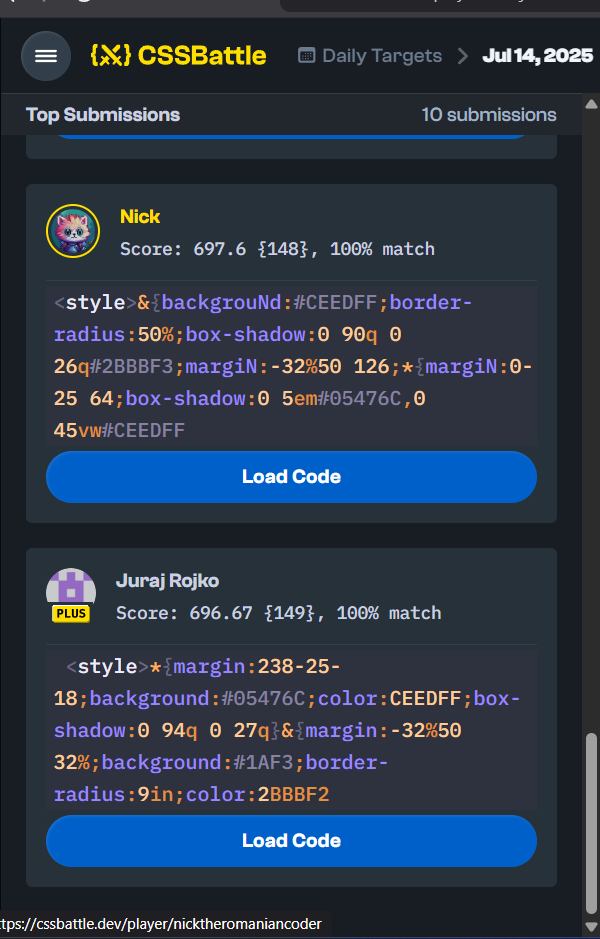 {X} CSSBattle
Daily Targets > Jul 14, 2025
Top Submissions
10 submissions
Nick
Score: 697.6 {148}, 100% match
<style>&{backgrouNd:#CEEDFF;border-
radius:50%;box-shadow:0 90q 0
26q#2BBBF3;margiN:-32%50 126;*{margiN:0-
25 64;box-shadow:0 5em#05476C,0
45vw#CEEDFF
Load Code
Juraj Rojko
PLUS
Score: 696.67 {149}, 100% match
<style>*{margin:238-25-
18;background:#05476C;color:CEEDFF;box-
shadow:0 94q 0 27q}&{margin:-32%50
32%;background:#1AF3;border-
radius:9in;color:2BBBF2
Load Code
ttps://cssbattle.dev/player/nicktheromaniancoder